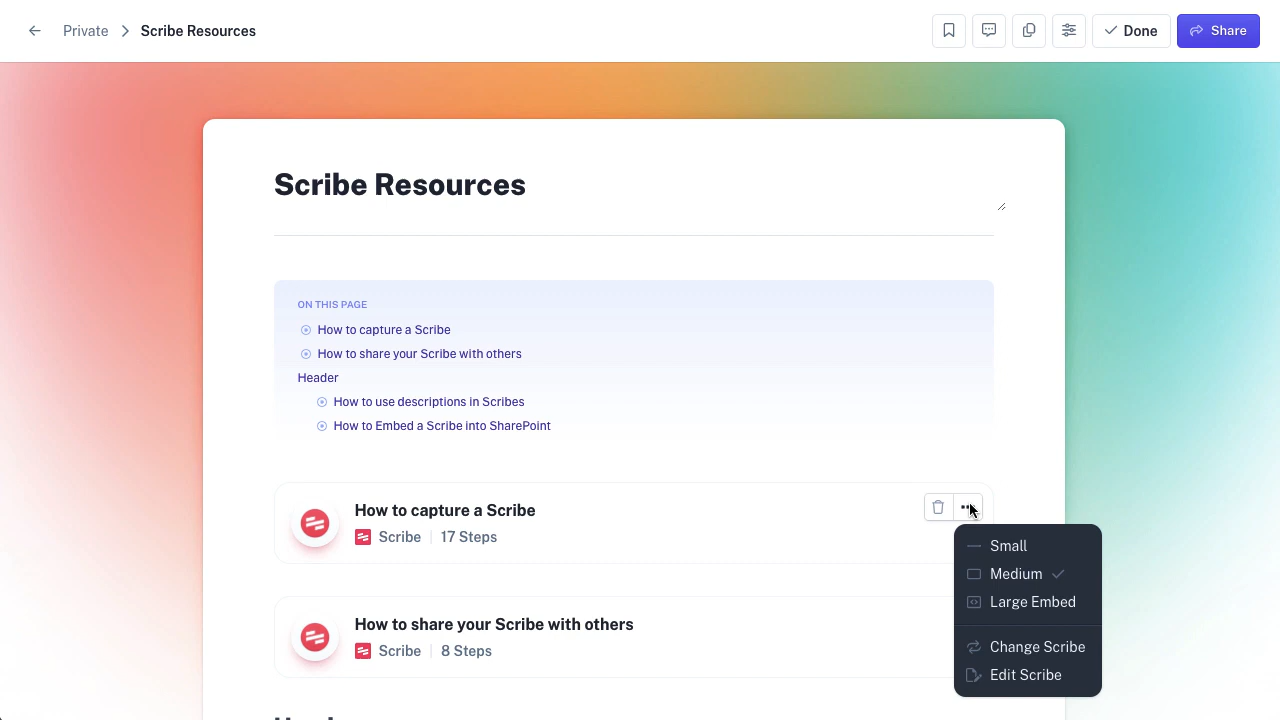 Private
Scribe Resources
Done
Share
Scribe Resources
ON THIS PAGE
How to capture a Scribe
How to share your Scribe with others
Header
How to use descriptions in Scribes
How to Embed a Scribe into SharePoint
How to capture a Scribe
Scribe
17 Steps
Small
Medium
Large Embed
Change Scribe
Edit Scribe
How to share your Scribe with others
Scribe
8 Steps